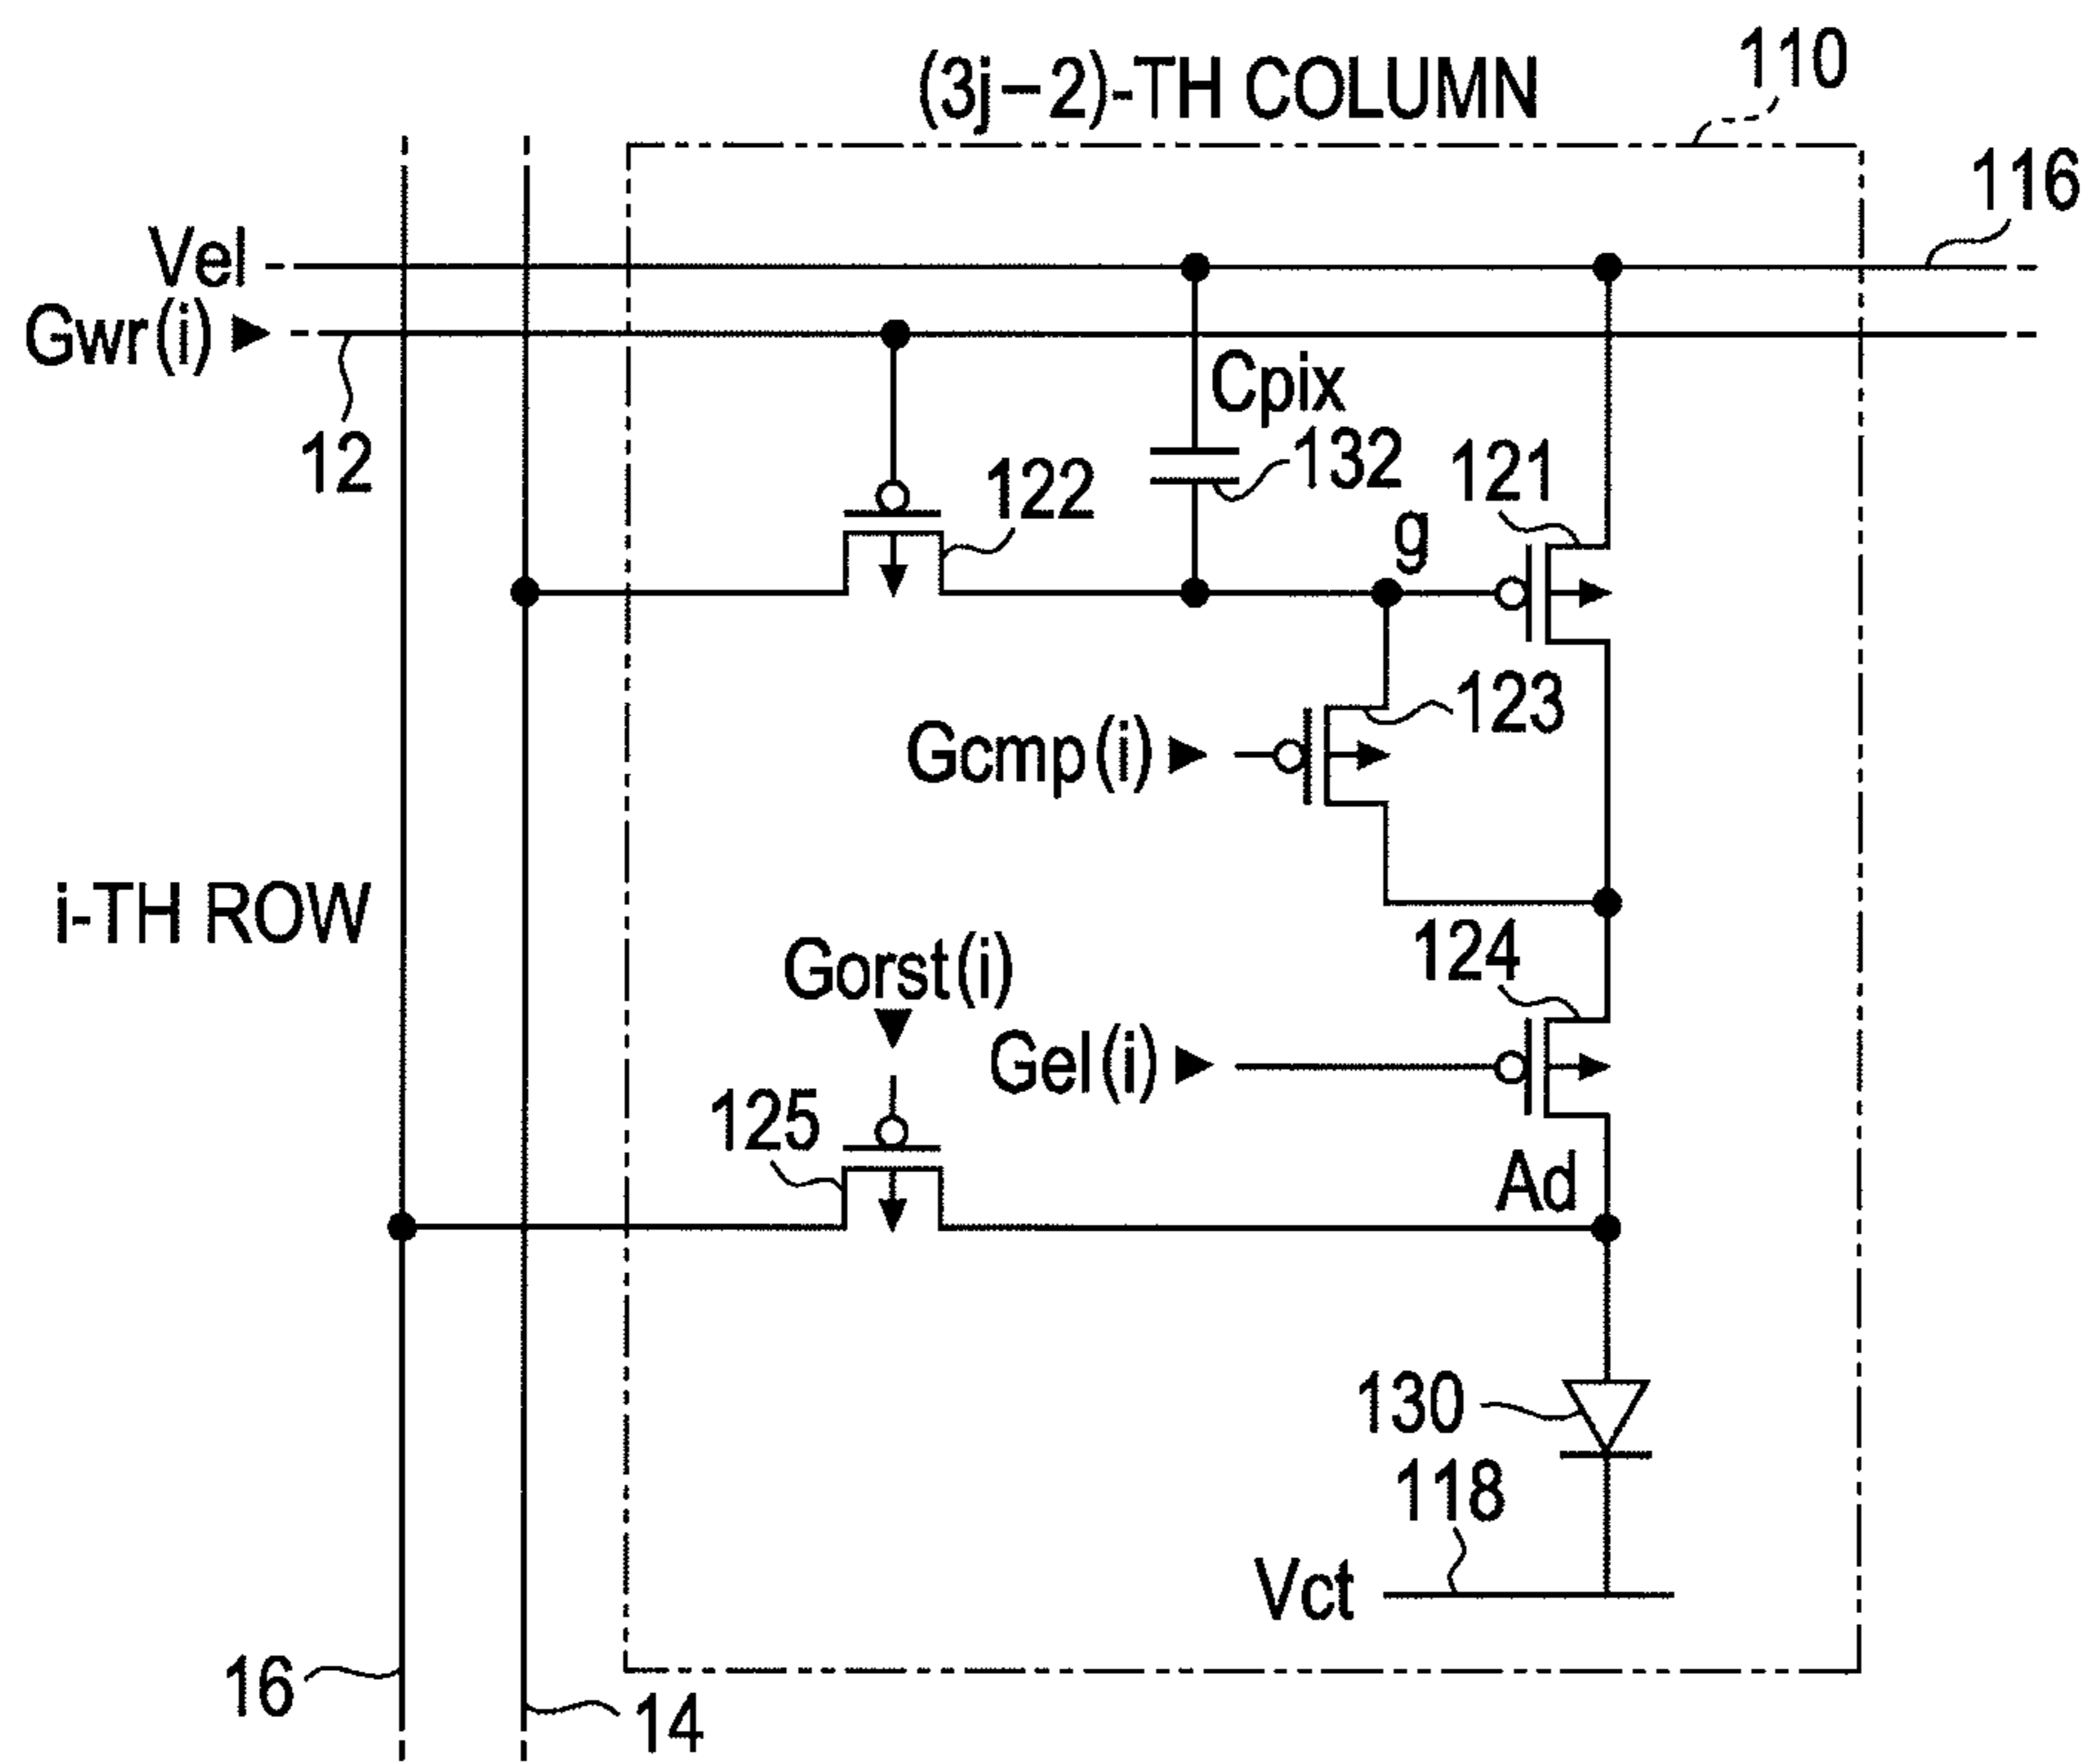 110
(3j−2)-TH COLUMN
116
Vel
Gwr(i)
12
Cpix
132
121
122
g
123
Gcmp(i)
i-TH ROW
124
Gorst(i)
Gel(i)
125
Ad
130
118
Vct
16
14